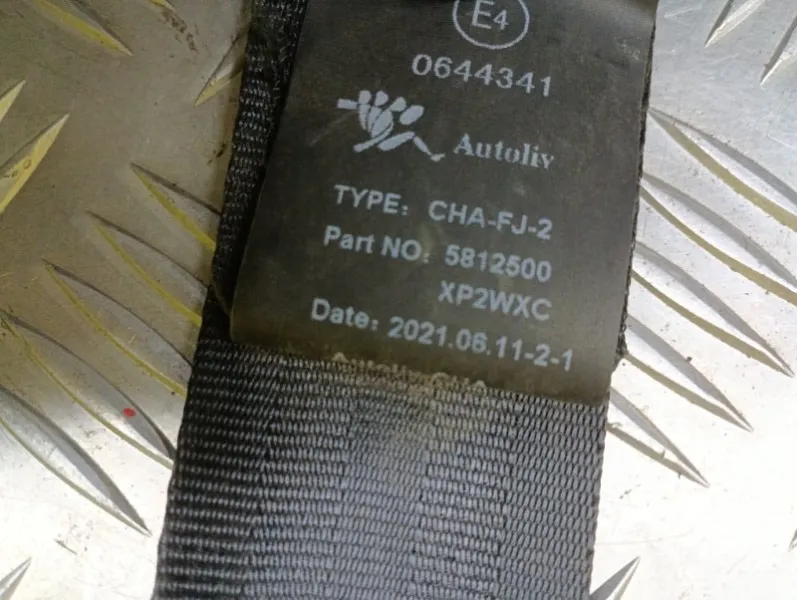 E4
0644341
Autoliv
TYPE: CHA-FJ-2
Part NO: 5812500
XP2WXC
Date: 2021.06.11-2-1